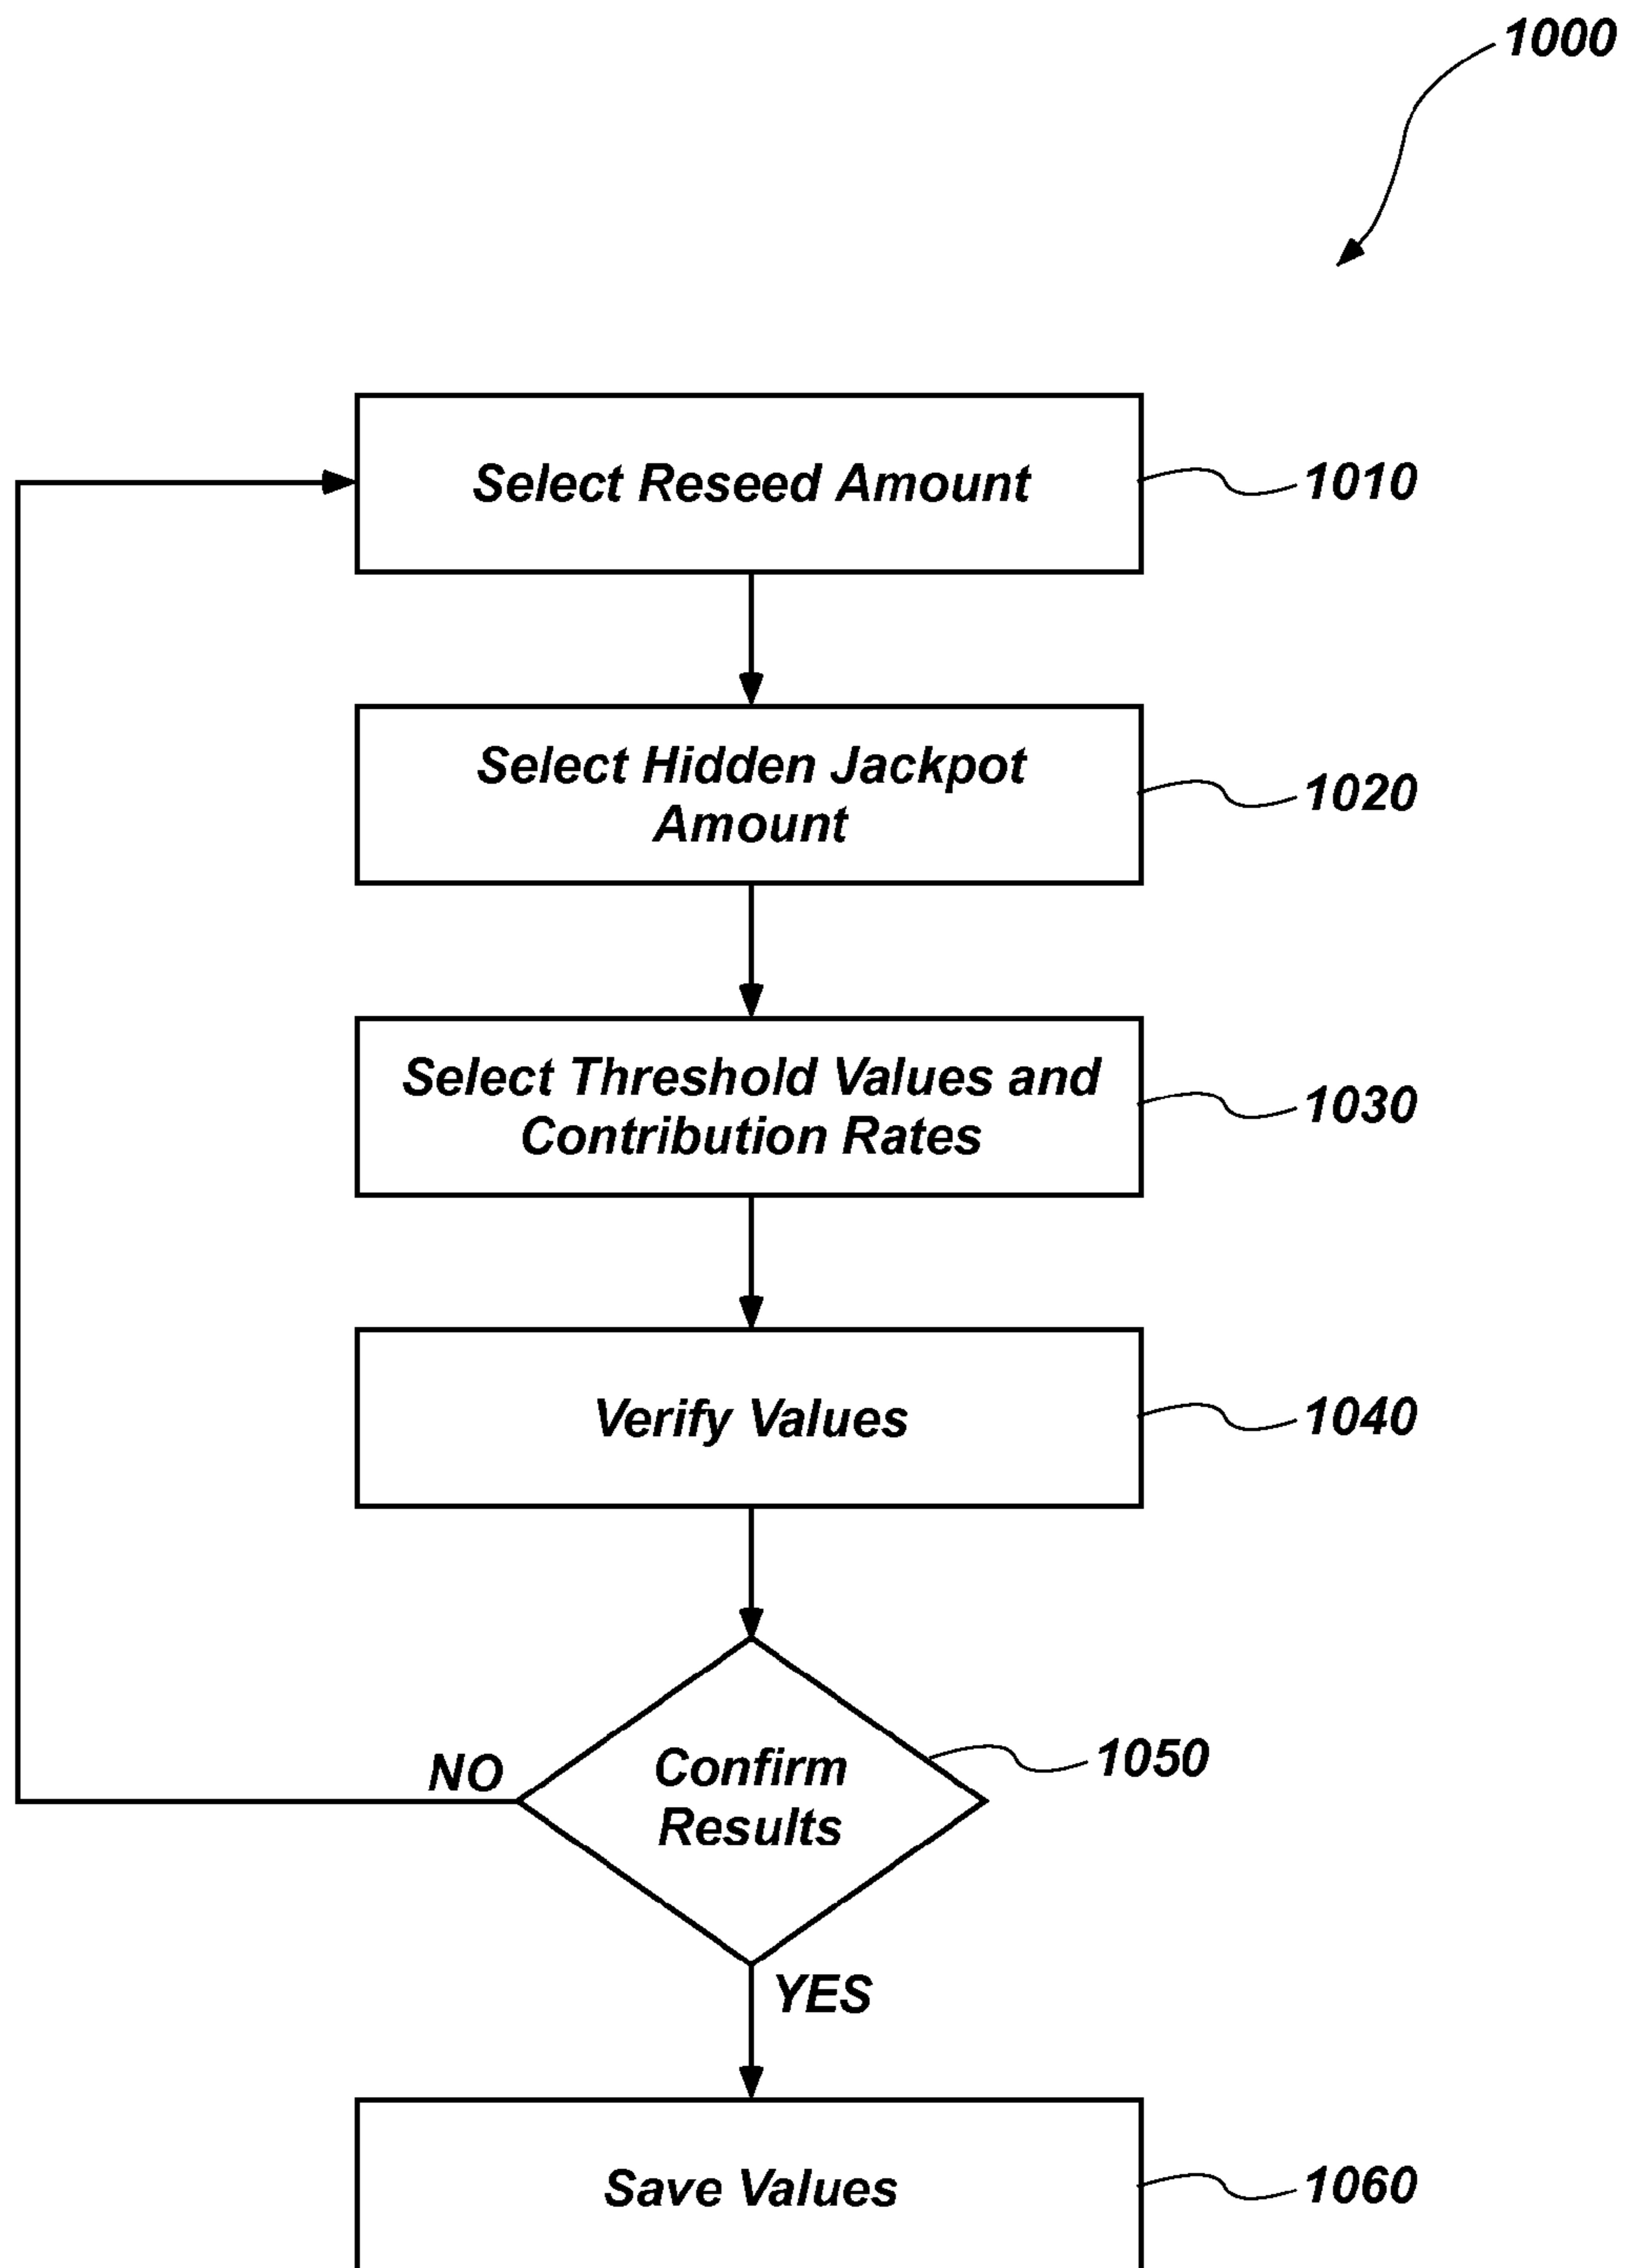 1000
Select Reseed Amount
1010
Select Hidden Jackpot
Amount
1020
Select Threshold Values and
Contribution Rates
1030
Verify Values
1040
Confirm
Results
1050
NO
YES
Save Values
1060